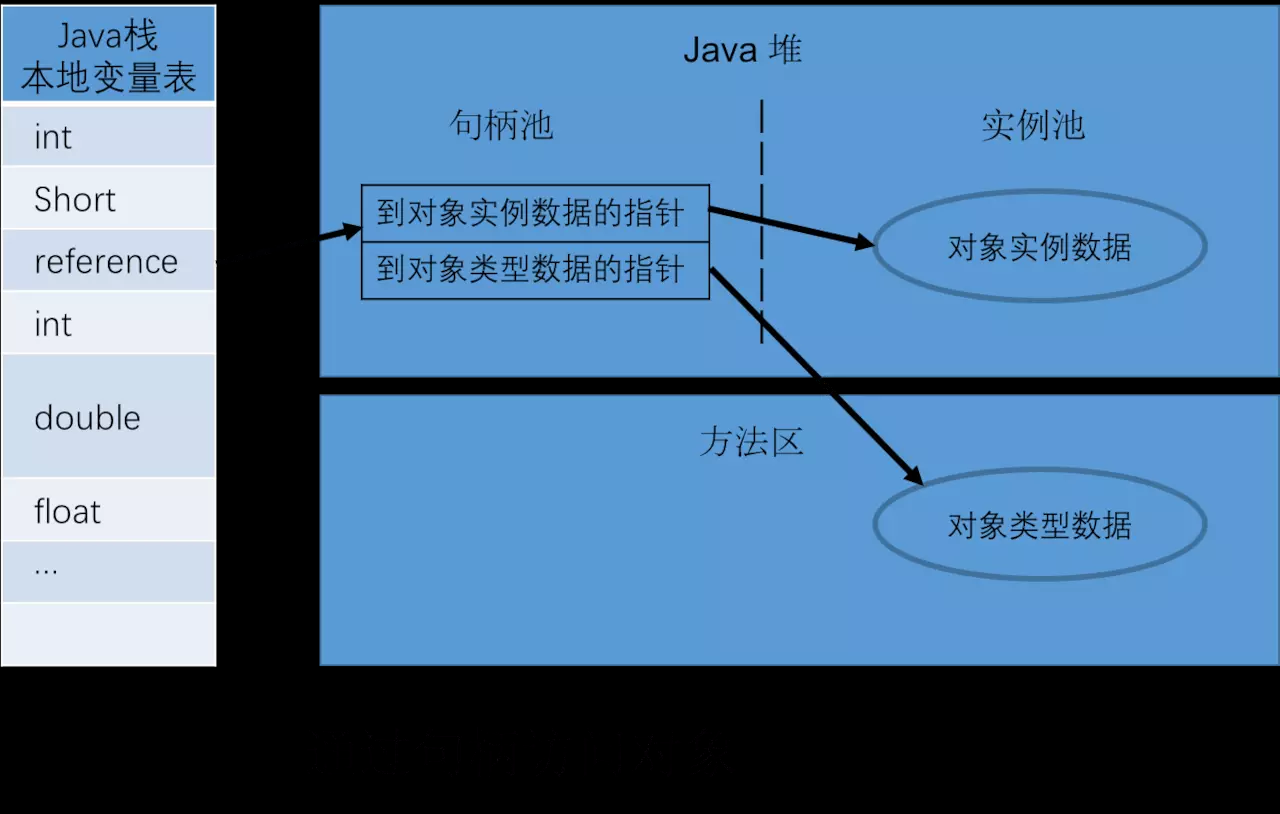 Java栈
本地变量表
int
Short
reference
int
double
float
...
Java 堆
句柄池
实例池
到对象实例数据的指针
到对象类型数据的指针
对象实例数据
方法区
对象类型数据